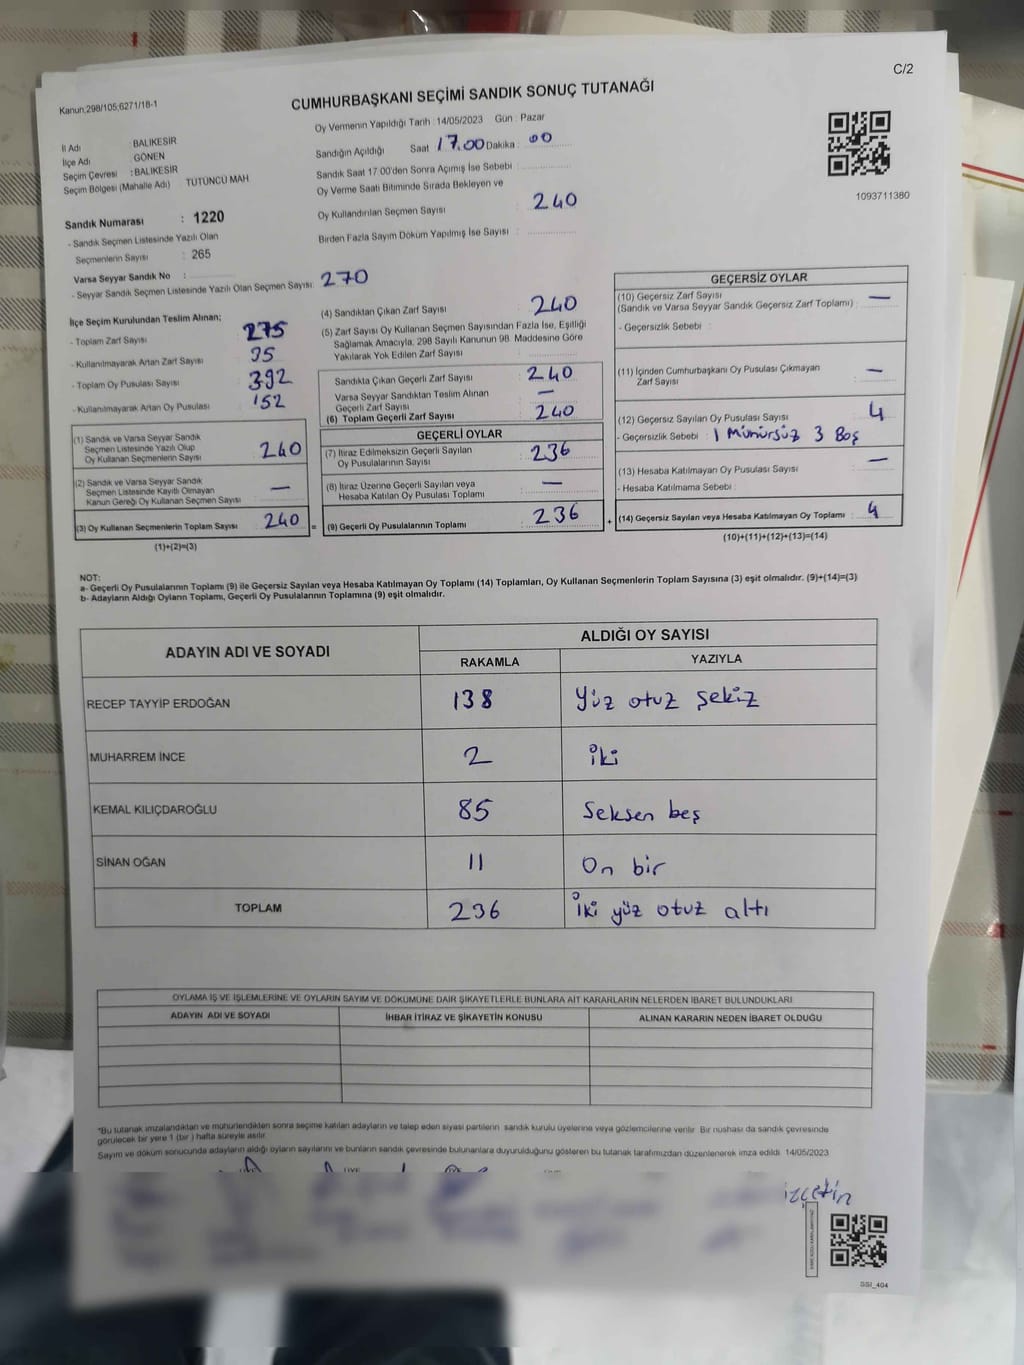 C/2
Kanun;298/105;6271/18-1
CUMHURBAŞKANI SEÇİMİ SANDIK SONUÇ TUTANAĞI
Oy Vermenin Yapıldığı Tarih : 14/05/2023 Gün : Pazar
İl Adı : BALIKESİR
İlçe Adı : GÖNEN
Seçim Çevresi : BALIKESİR
Seçim Bölgesi (Mahalle Adı) TÜTÜNCÜ MAH
Sandığın Açıldığı Saat 17.00 Dakika : 00
Sandık Saat 17 00'den Sonra Açımış İse Sebebi :
Oy Verme Saati Bitiminde Sırada Bekleyen ve
Oy Kullandırılan Seçmen Sayısı : 240
Birden Fazla Sayım Döküm Yapılmış İse Sayısı :
1093711380
Sandık Numarası : 1220
- Sandık Seçmen Listesinde Yazılı Olan
Seçmenlerin Sayısı : 265
Varsa Seyyar Sandık No :
- Seyyar Sandık Seçmen Listesinde Yazılı Olan Seçmen Sayısı: 270
İlçe Seçim Kurulundan Teslim Alınan;
- Toplam Zarf Sayısı 275
- Kullanılmayarak Artan Zarf Sayısı 35
- Toplam Oy Pusulası Sayısı 392
- Kullanılmayarak Artan Oy Pusulası 152
(1) Sandık ve Varsa Seyyar Sandık
Seçmen Listesinde Yazılı Olup
Oy Kullanan Seçmenlerin Sayısı : 240
(2) Sandık ve Varsa Seyyar Sandık
Seçmen Listesinde Kayıtlı Olmayan
Kanun Gereği Oy Kullanan Seçmen Sayısı : —
(3) Oy Kullanan Seçmenlerin Toplam Sayısı : 240 =
(1)+(2)=(3)
(4) Sandıktan Çıkan Zarf Sayısı : 240
(5) Zarf Sayısı Oy Kullanan Seçmen Sayısından Fazla İse, Eşitliği
Sağlamak Amacıyla, 298 Sayılı Kanunun 98. Maddesine Göre
Yakılarak Yok Edilen Zarf Sayısı :
Sandıkta Çıkan Geçerli Zarf Sayısı : 240
Varsa Seyyar Sandıktan Teslim Alınan
Geçerli Zarf Sayısı : —
(6) Toplam Geçerli Zarf Sayısı : 240
GEÇERLİ OYLAR
(7) İtiraz Edilmeksizin Geçerli Sayılan
Oy Pusulalarının Sayısı : 236
(8) İtiraz Üzerine Geçerli Sayılan veya
Hesaba Katılan Oy Pusulası Toplamı : —
(9) Geçerli Oy Pusulalarının Toplamı : 236 +
GEÇERSİZ OYLAR
(10) Geçersiz Zarf Sayısı
(Sandık ve Varsa Seyyar Sandık Geçersiz Zarf Toplamı) : —
- Geçersizlik Sebebi :
(11) İçinden Cumhurbaşkanı Oy Pusulası Çıkmayan
Zarf Sayısı : —
(12) Geçersiz Sayılan Oy Pusulası Sayısı : 4
- Geçersizlik Sebebi : 1 Mühürsüz 3 Boş
(13) Hesaba Katılmayan Oy Pusulası Sayısı : —
- Hesaba Katılmama Sebebi :
(14) Geçersiz Sayılan veya Hesaba Katılmayan Oy Toplamı : 4
(10)+(11)+(12)+(13)=(14)
NOT:
a- Geçerli Oy Pusulalarının Toplamı (9) ile Geçersiz Sayılan veya Hesaba Katılmayan Oy Toplamı (14) Toplamları, Oy Kullanan Seçmenlerin Toplam Sayısına (3) eşit olmalıdır. (9)+(14)=(3)
b- Adayların Aldığı Oyların Toplamı, Geçerli Oy Pusulalarının Toplamına (9) eşit olmalıdır.
ADAYIN ADI VE SOYADI ALDIĞI OY SAYISI
RAKAMLA YAZIYLA
RECEP TAYYİP ERDOĞAN 138 Yüz otuz şekiz
MUHARREM İNCE 2 İki
KEMAL KILIÇDAROĞLU 85 Seksen beş
SİNAN OĞAN 11 On bir
TOPLAM 236 İki yüz otuz altı
OYLAMA İŞ VE İŞLEMLERİNE VE OYLARIN SAYIM VE DÖKÜMÜNE DAİR ŞİKAYETLERLE BUNLARA AİT KARARLARIN NELERDEN İBARET BULUNDUKLARI
ADAYIN ADI VE SOYADI İHBAR İTİRAZ VE ŞİKAYETİN KONUSU ALINAN KARARIN NEDEN İBARET OLDUĞU
*Bu tutanak imzalandıktan ve mühürlendikten sonra seçime katılan adayların ve talep eden siyasi partilerin sandık kurulu üyelerine veya gözlemcilerine verilir Bir nüshası da sandık çevresinde
görülecek bir yere 1 (bir ) hafta süreyle asılır
Sayım ve döküm sonucunda adayların aldığı oyların sayılarını ve bunların sandık çevresinde bulunanlara duyurulduğunu gösteren bu tutanak tarafımızdan düzenlenerek imza edildi 14/05/2023
SSI_404